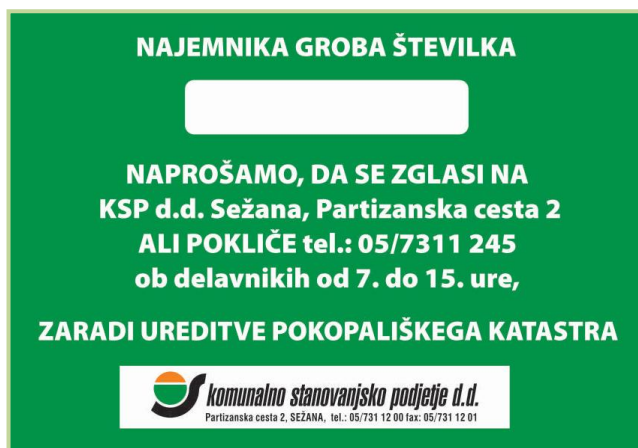 NAJEMNIKA GROBA ŠTEVILKA
NAPROŠAMO, DA SE ZGLASI NA
KSP d.d. Sežana, Partizanska cesta 2
ALI POKLIČE tel.: 05/7311 245
ob delavnikih od 7. do 15. ure,
ZARADI UREDITVE POKOPALIŠKEGA KATASTRA
komunalno stanovanjsko podjetje d.d.
Partizanska cesta 2, SEŽANA, tel.: 05/731 12 00 fax: 05/731 12 01